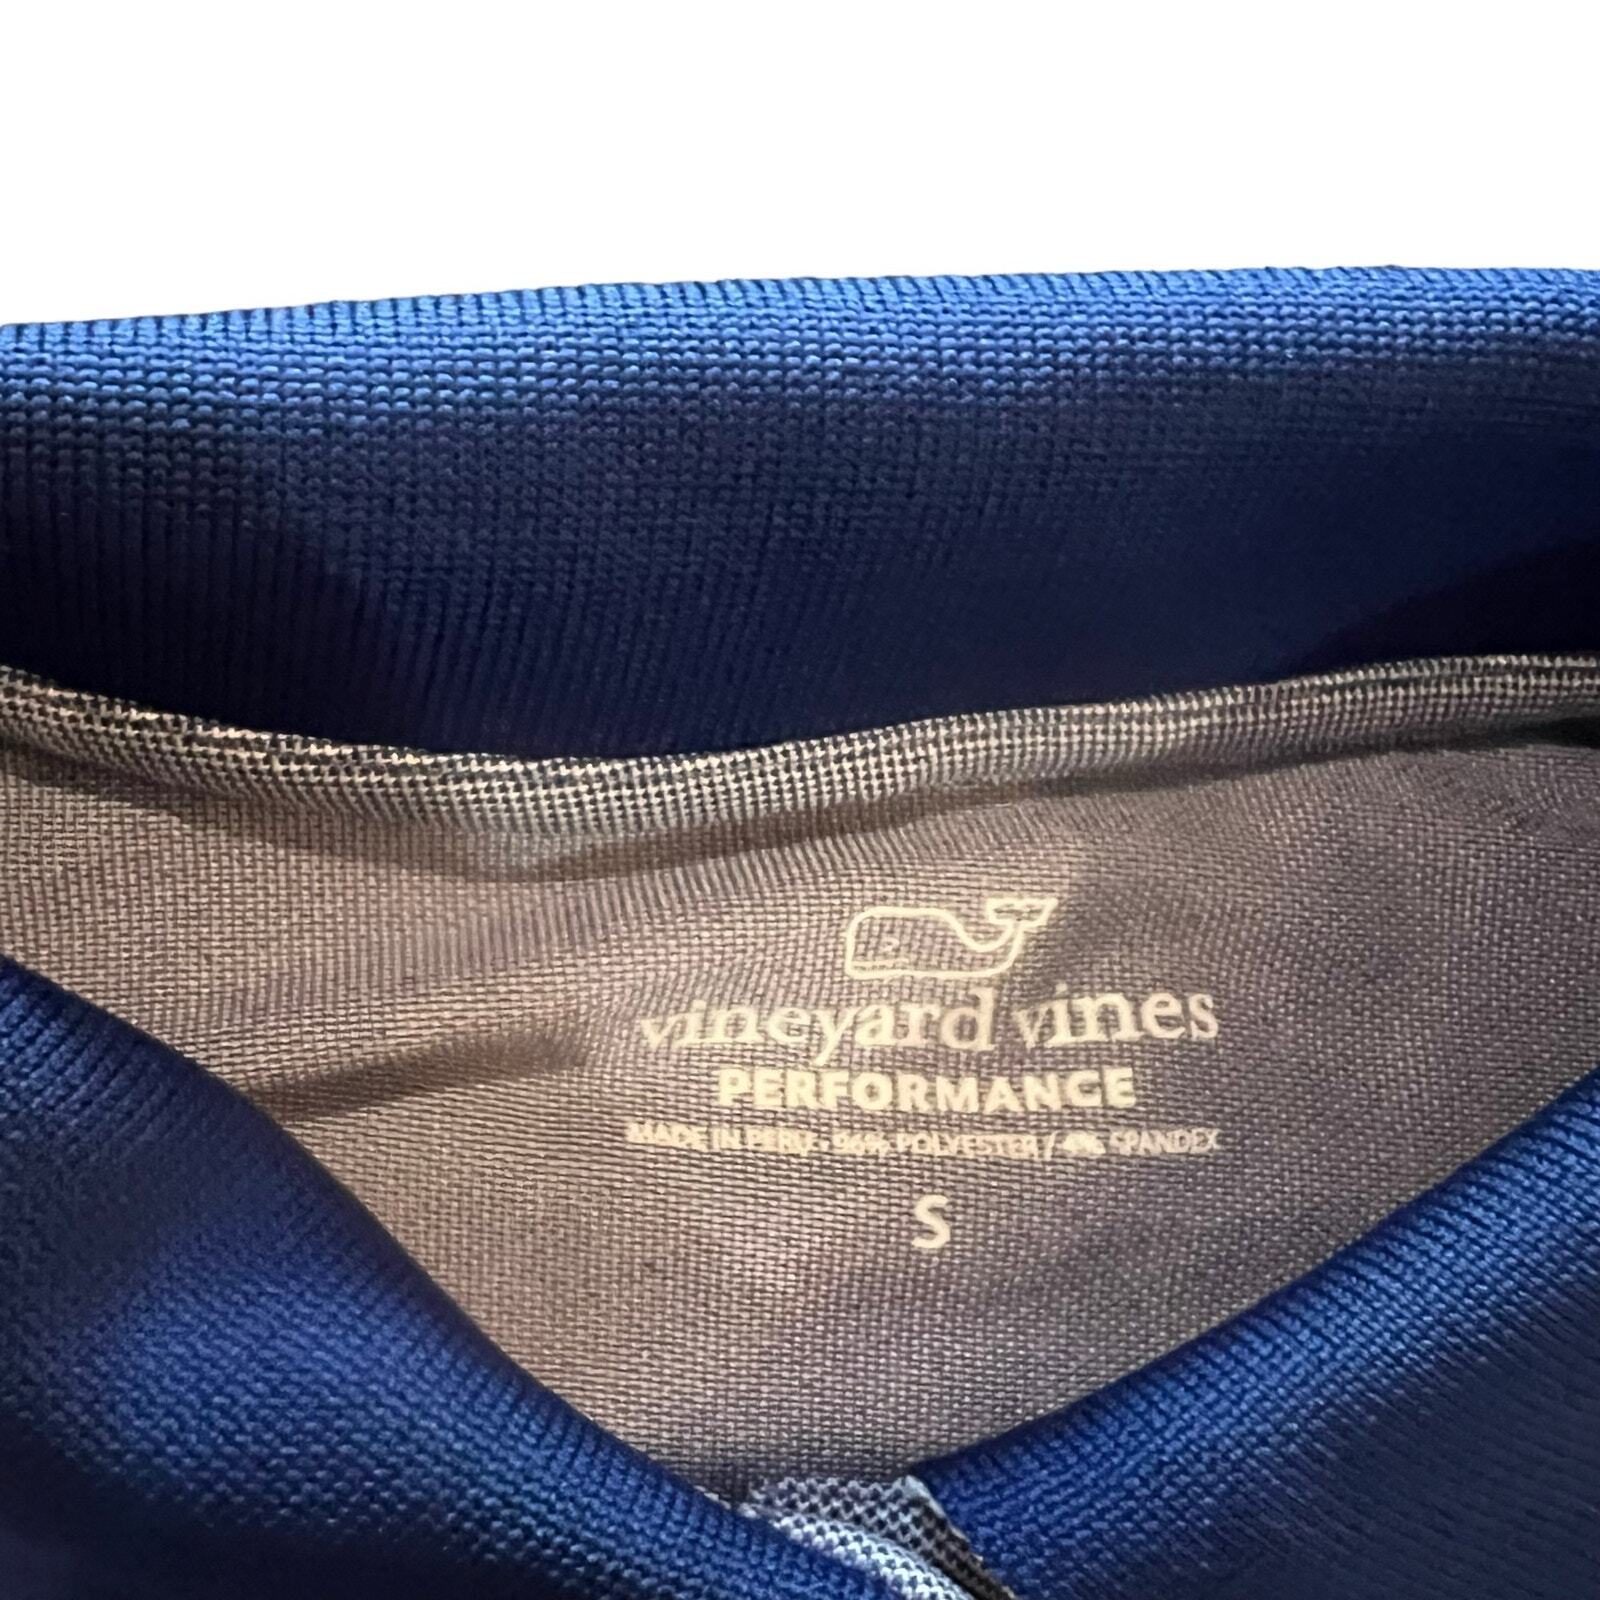 vineyard vines
PERFORMANCE
MADE IN PERU • 96% POLYESTER / 4% SPANDEX
S